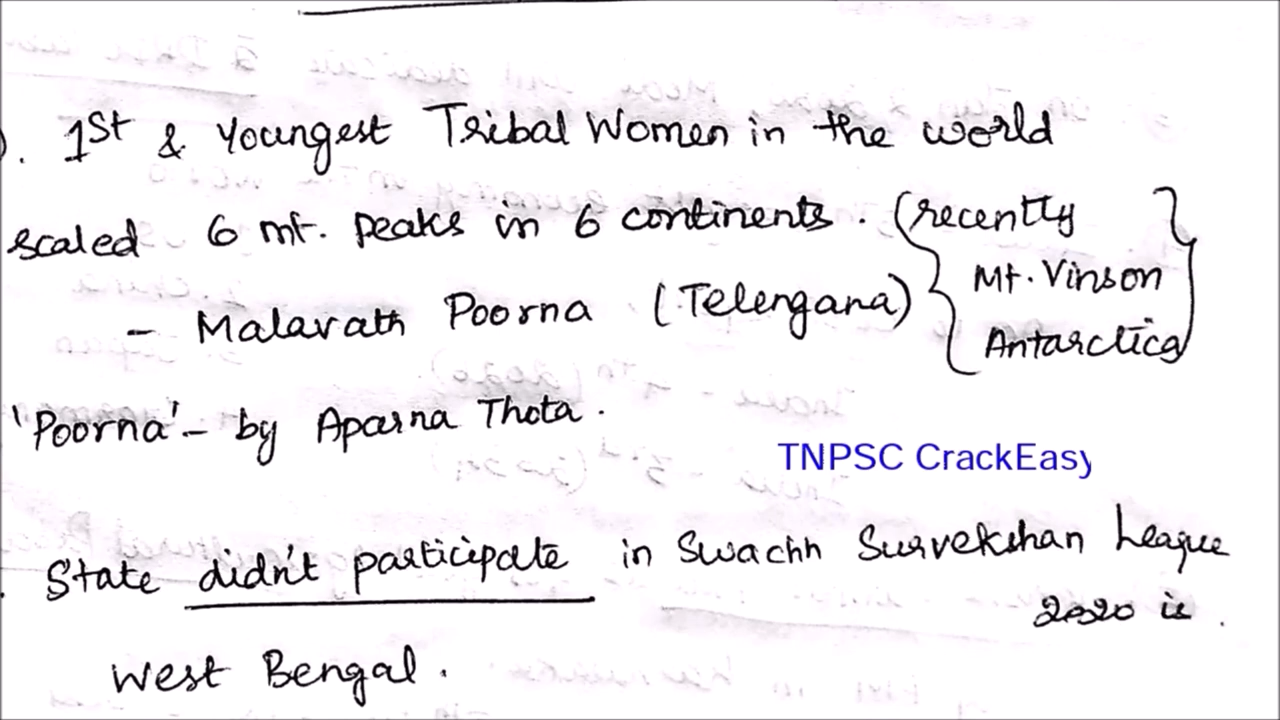 ). 1st & Youngest Tribal Women in the world
scaled 6 mt. peaks in 6 continents. (recently
Mt. Vinson
- Malavath Poorna (Telengana)
Antarctica
'Poorna' - by Aparna Thota.
TNPSC CrackEasy
. State didn't participate in Swachh Survekshan League
2020 is.
West Bengal.